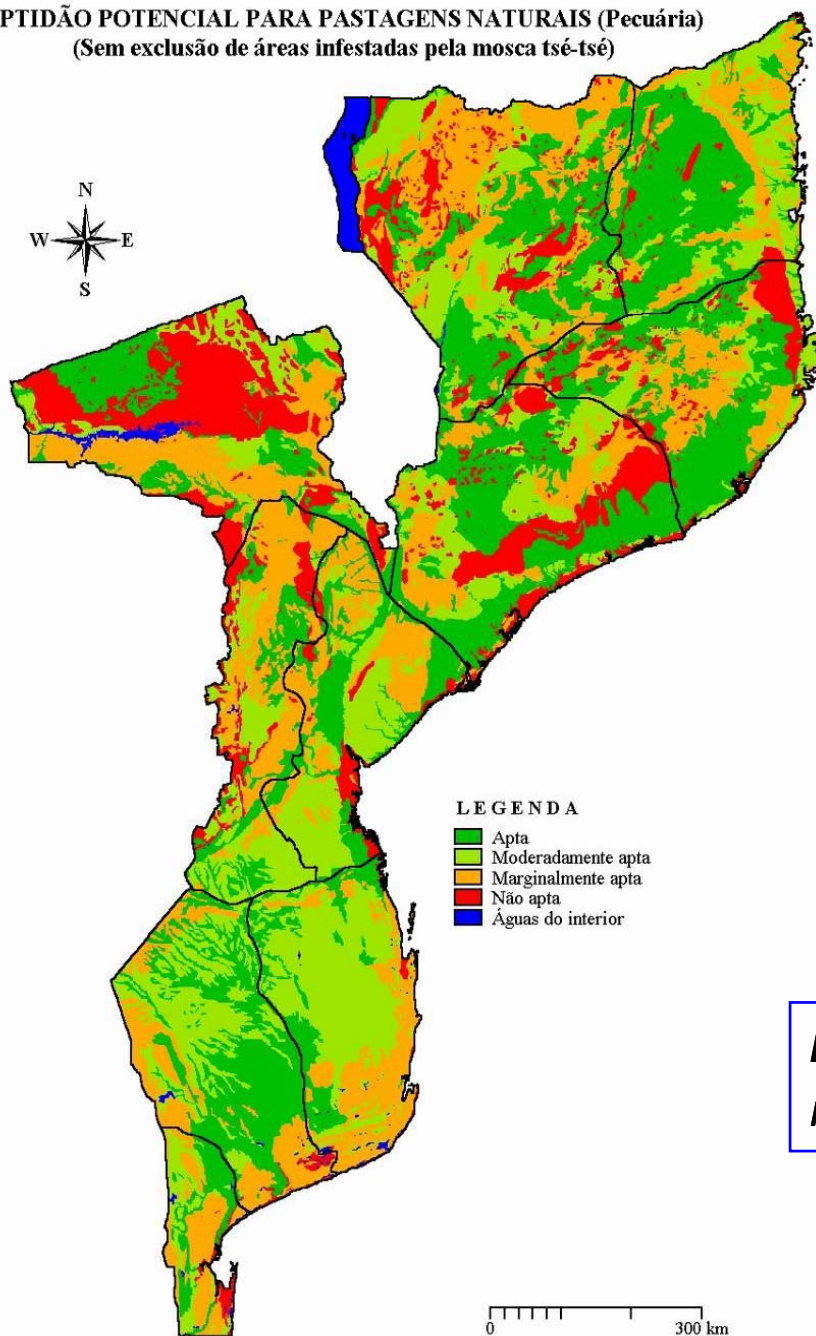 PTIDÃO POTENCIAL PARA PASTAGENS NATURAIS (Pecuária)
(Sem exclusão de áreas infestadas pela mosca tsé-tsé)
N
W E
S
LEGENDA
Apta
Moderadamente apta
Marginalmente apta
Não apta
Águas do interior
0 300 km